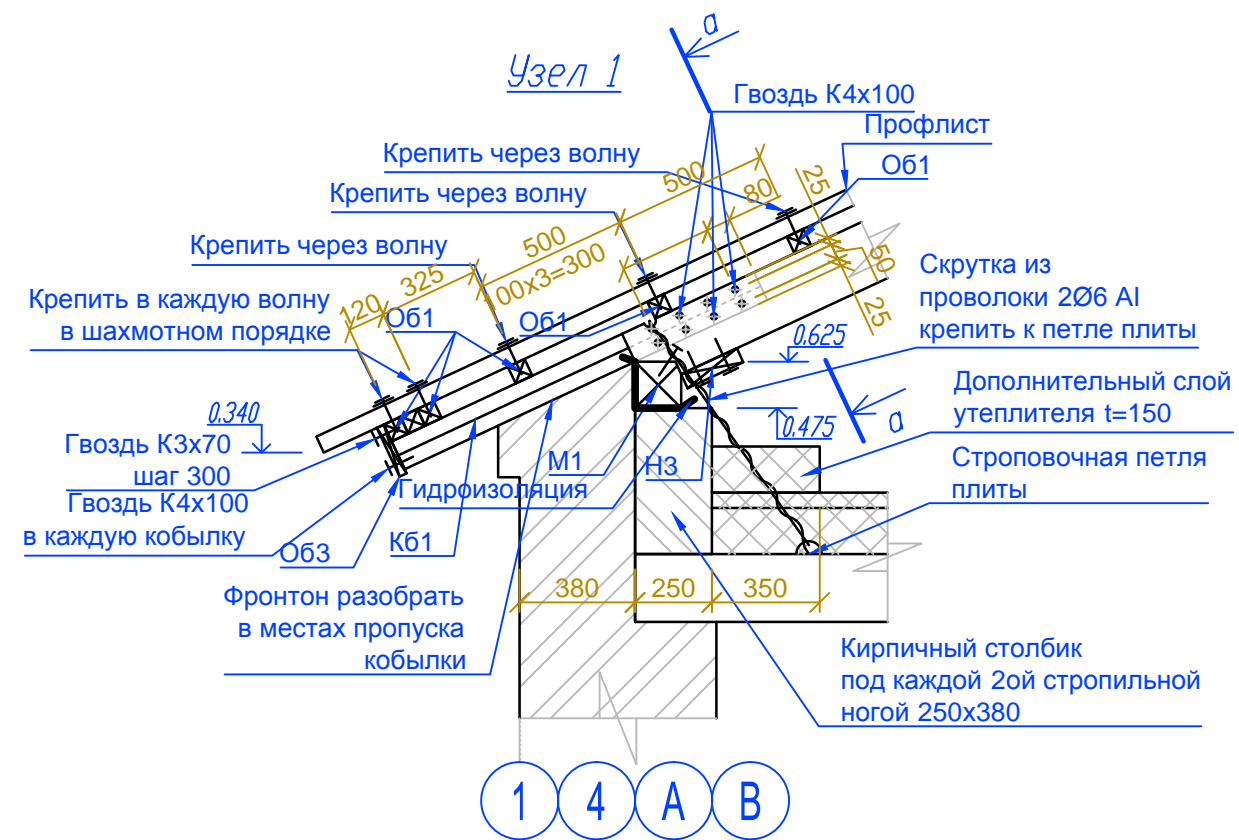 Узел 1
а
Гвоздь К4х100
Профлист
Об1
Крепить через волну
Крепить через волну
Крепить через волну
Крепить в каждую волну
в шахмотном порядке
500
80
25
500
00х3=300
325
120
Об1
Об1
50
25
Скрутка из
проволоки 2Ø6 АI
крепить к петле плиты
0.625
Дополнительный слой
утеплителя t=150
а
0.340
0.475
Гвоздь К3х70
шаг 300
М1
Н3
Строповочная петля
плиты
Гидроизоляция
Гвоздь К4х100
в каждую кобылку
Об3
Кб1
380
250
350
Фронтон разобрать
в местах пропуска
кобылки
Кирпичный столбик
под каждой 2ой стропильной
ногой 250х380
1
4
А
В